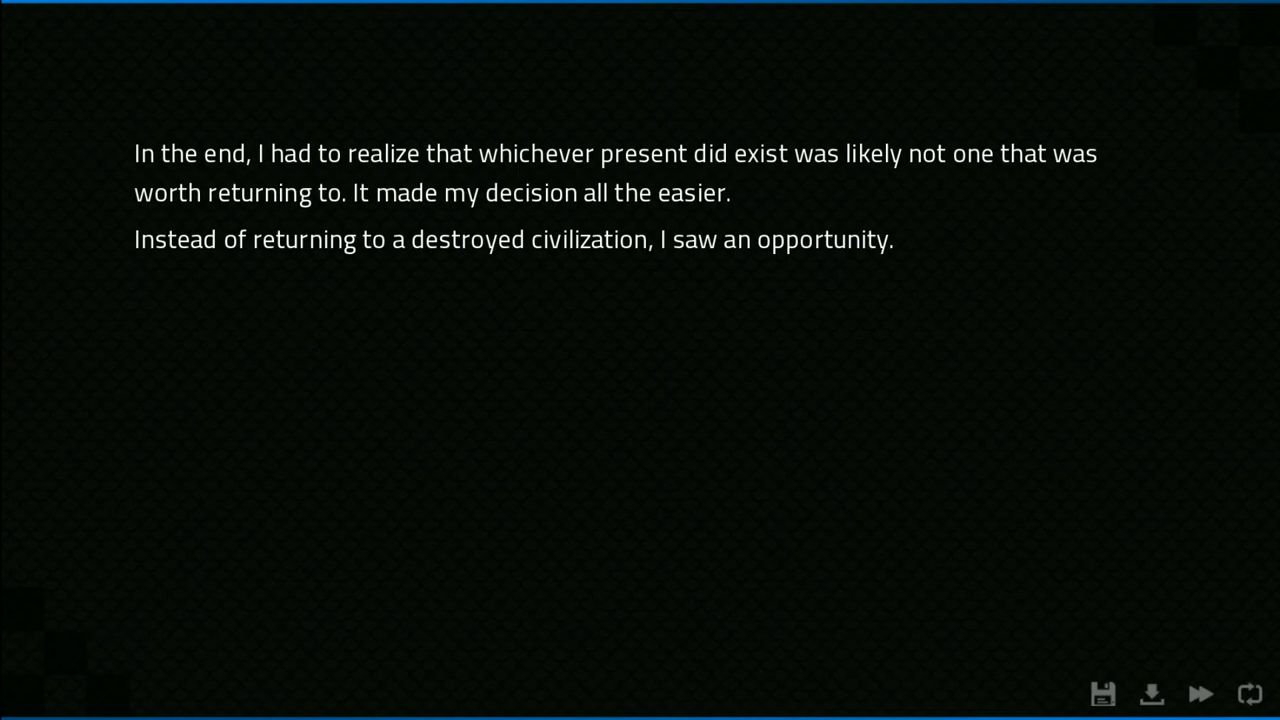 In the end, I had to realize that whichever present did exist was likely not one that was
worth returning to. It made my decision all the easier.
Instead of returning to a destroyed civilization, I saw an opportunity.